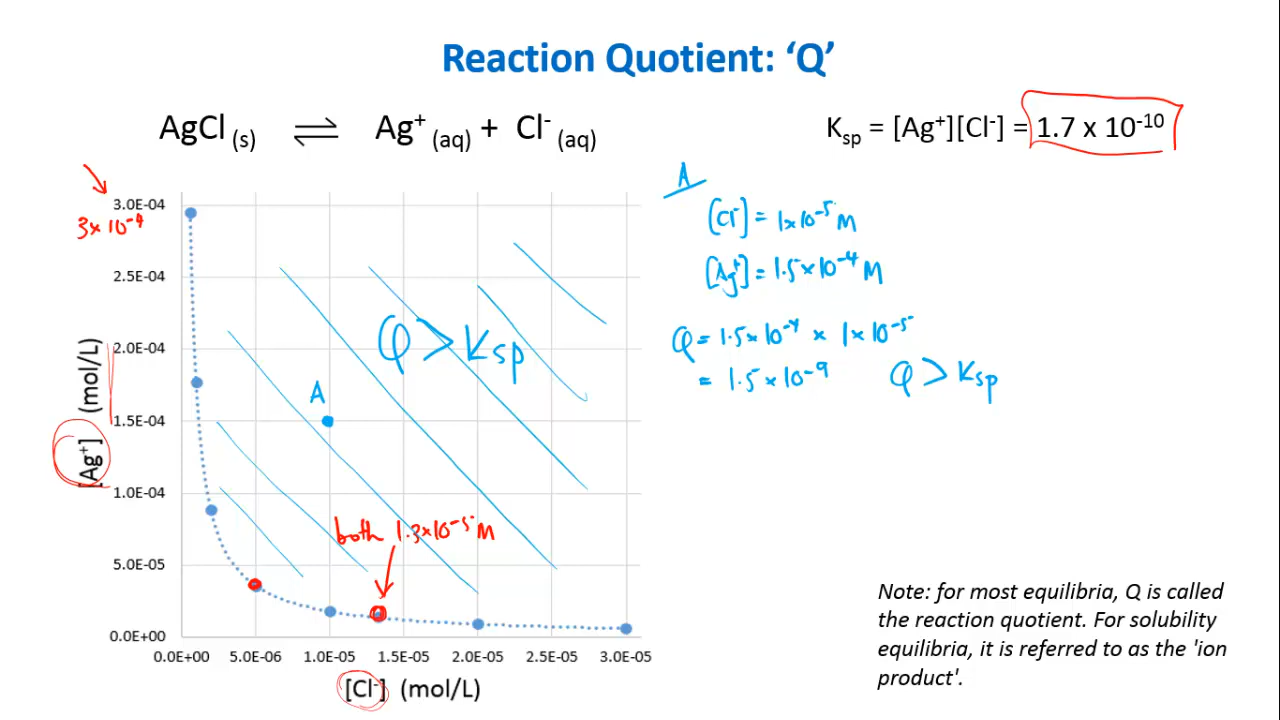 Reaction Quotient: ‘Q’
AgCl (s) ⇌ Ag⁺ (aq) + Cl⁻ (aq)
Ksp = [Ag⁺][Cl⁻] = 1.7 x 10⁻¹⁰
3.0E-04
3x10⁻⁴
2.5E-04
2.0E-04
1.5E-04
1.0E-04
5.0E-05
0.0E+00
[Ag⁺] (mol/L)
Q > Ksp
A
both 1.3x10⁻⁵ M
0.0E+00 5.0E-06 1.0E-05 1.5E-05 2.0E-05 2.5E-05 3.0E-05
[Cl⁻] (mol/L)
A
[Cl⁻] = 1x10⁻⁵ M
[Ag⁺] = 1.5x10⁻⁴ M
Q = 1.5x10⁻⁴ x 1x10⁻⁵
= 1.5x10⁻⁹ Q > Ksp
Note: for most equilibria, Q is called
the reaction quotient. For solubility
equilibria, it is referred to as the 'ion
product'.